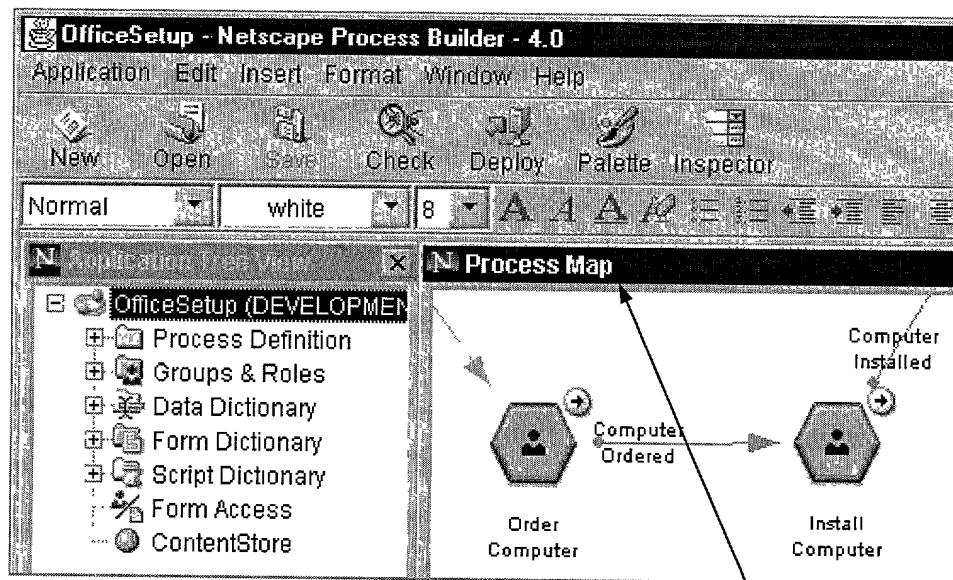 OfficeSetup - Netscape Process Builder - 4.0
Application Edit Insert Format Window Help
New Open Save Check Deploy Palette Inspector
Normal white 8 A A A
N Application Tree View × N Process Map
OfficeSetup (DEVELOPMEN
Process Definition
Groups & Roles
Data Dictionary
Form Dictionary
Script Dictionary
Form Access
ContentStore
Computer
Installed
Computer
Ordered
Order
Computer
Install
Computer